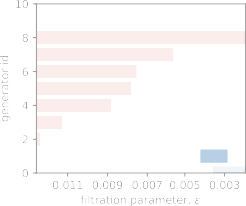 10
8
6
4
2
0
generator id
0.011 0.009 0.007 0.005 0.003
filtration parameter, ε